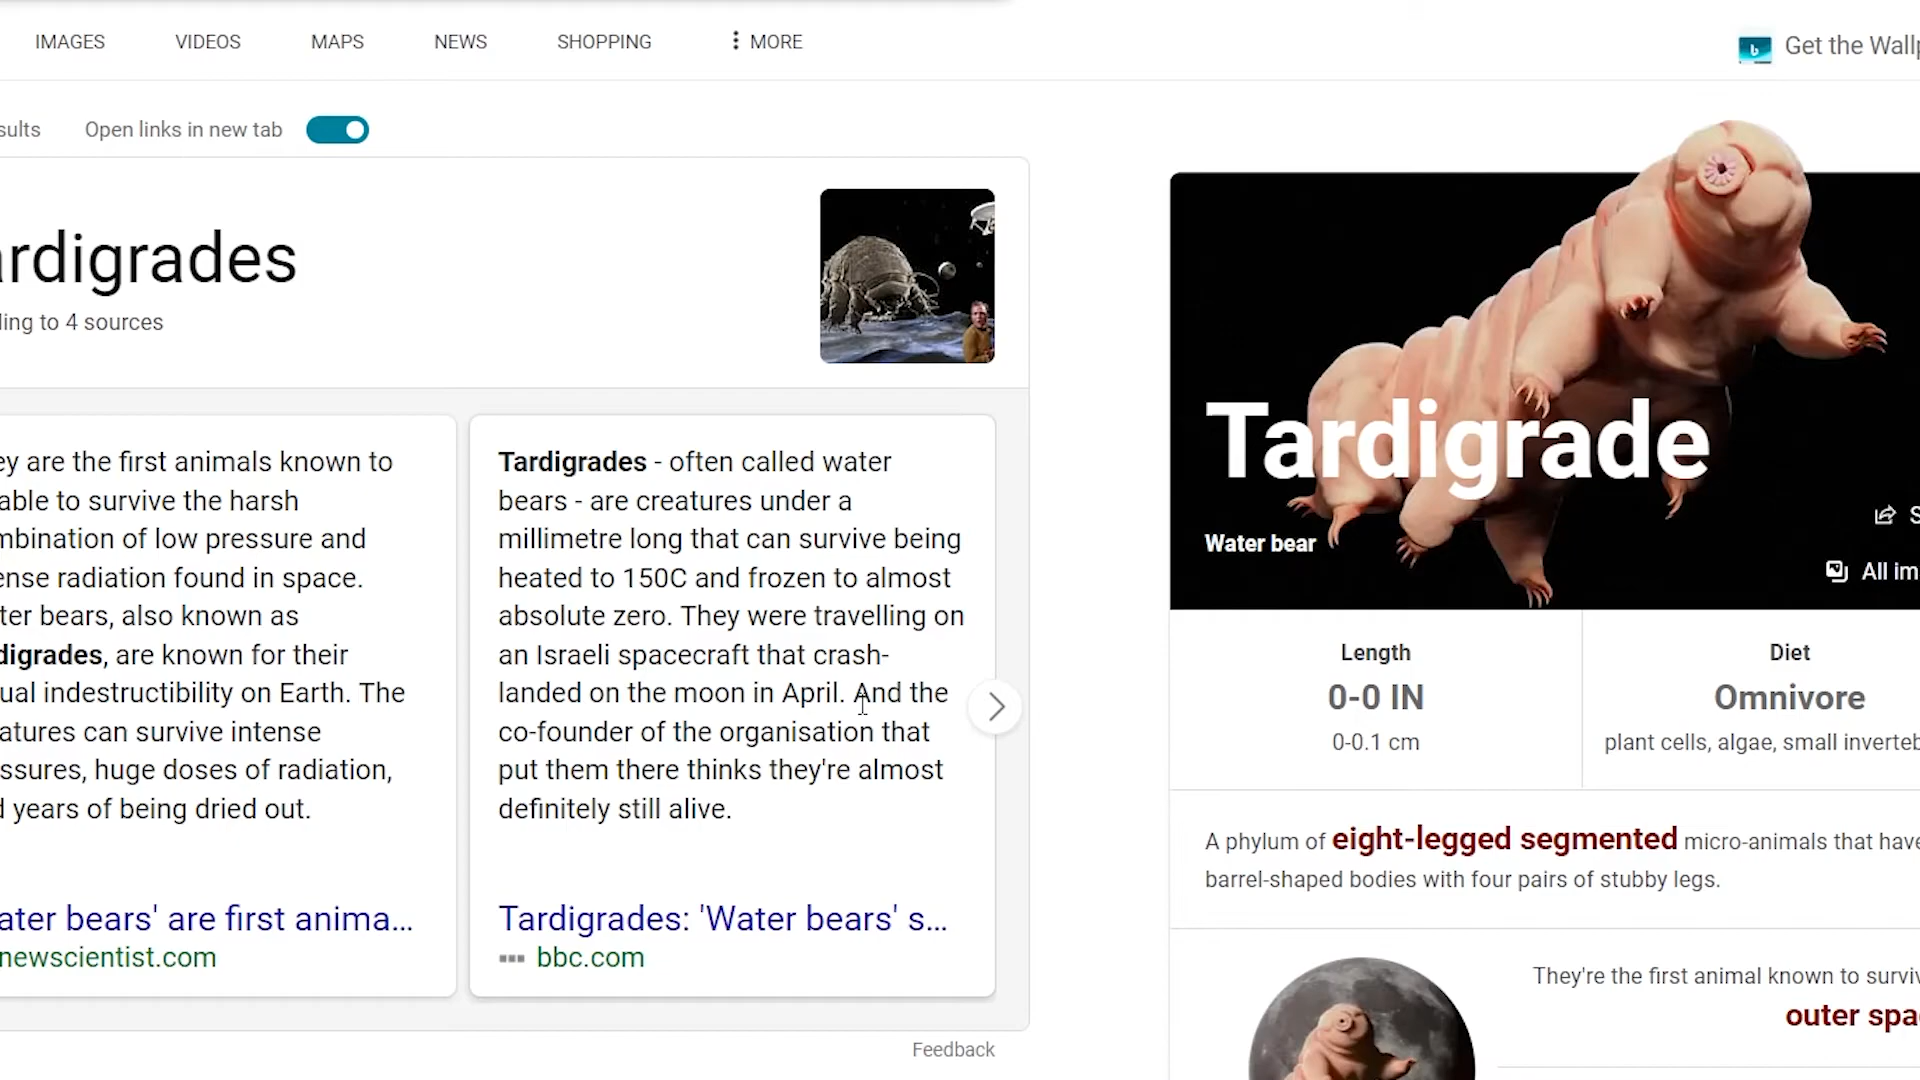 IMAGES VIDEOS MAPS NEWS SHOPPING MORE
Get the Wallp
sults Open links in new tab
ardigrades
ling to 4 sources
ey are the first animals known to
able to survive the harsh
mbination of low pressure and
ense radiation found in space.
ter bears, also known as
digrades, are known for their
ual indestructibility on Earth. The
atures can survive intense
ssures, huge doses of radiation,
d years of being dried out.
ater bears' are first anima...
newscientist.com
Tardigrades - often called water
bears - are creatures under a
millimetre long that can survive being
heated to 150C and frozen to almost
absolute zero. They were travelling on
an Israeli spacecraft that crash-
landed on the moon in April. And the
co-founder of the organisation that
put them there thinks they're almost
definitely still alive.
Tardigrades: 'Water bears' s...
bbc.com
Feedback
Tardigrade
Water bear
S
All im
Length
0-0 IN
0-0.1 cm
Diet
Omnivore
plant cells, algae, small inverteb
A phylum of eight-legged segmented micro-animals that have
barrel-shaped bodies with four pairs of stubby legs.
They're the first animal known to surviv
outer spa